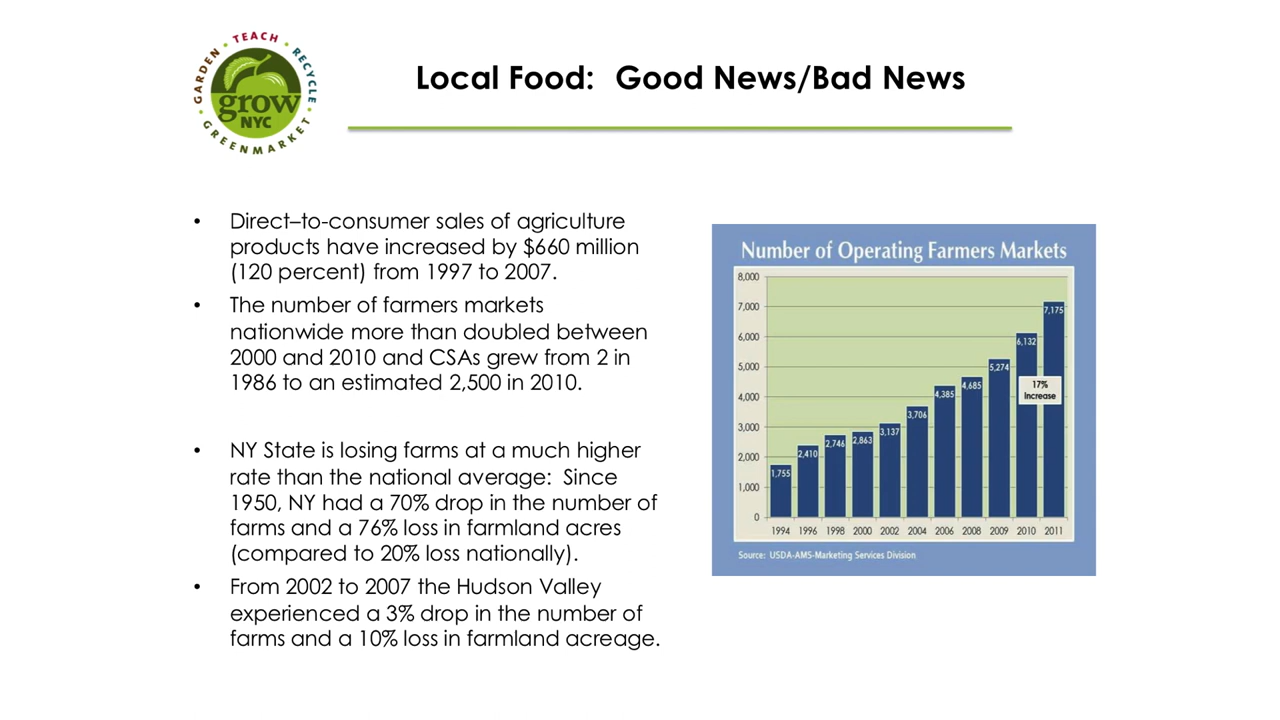 GARDEN • TEACH • RECYCLE • GREENMARKET •
grow
NYC
Local Food: Good News/Bad News
• Direct–to-consumer sales of agriculture
products have increased by $660 million
(120 percent) from 1997 to 2007.
• The number of farmers markets
nationwide more than doubled between
2000 and 2010 and CSAs grew from 2 in
1986 to an estimated 2,500 in 2010.
• NY State is losing farms at a much higher
rate than the national average: Since
1950, NY had a 70% drop in the number of
farms and a 76% loss in farmland acres
(compared to 20% loss nationally).
• From 2002 to 2007 the Hudson Valley
experienced a 3% drop in the number of
farms and a 10% loss in farmland acreage.
Number of Operating Farmers Markets
8,000
7,000
6,000
5,000
4,000
3,000
2,000
1,000
0
1,755
2,410
2,746
2,863
3,137
3,706
4,385
4,685
5,274
6,132
7,175
17%
increase
1994 1996 1998 2000 2002 2004 2006 2008 2009 2010 2011
Source: USDA-AMS-Marketing Services Division